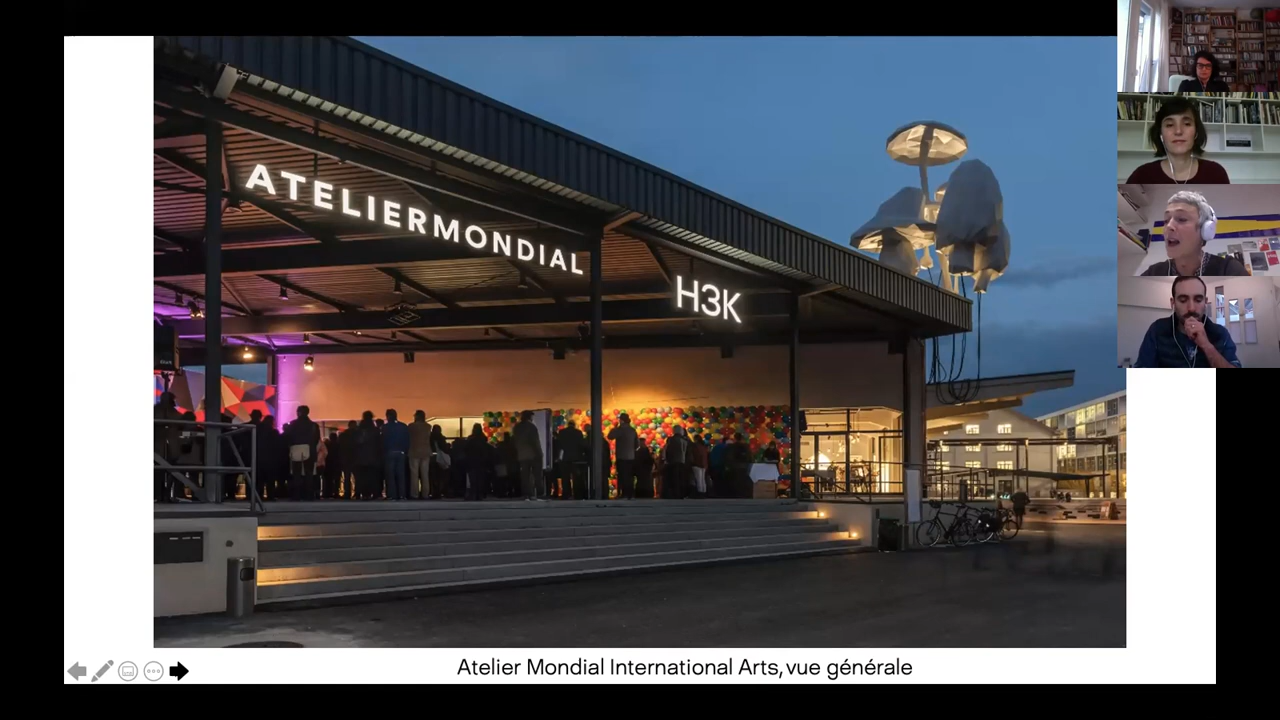 ATELIERMONDIAL
H3K
Atelier Mondial International Arts, vue générale